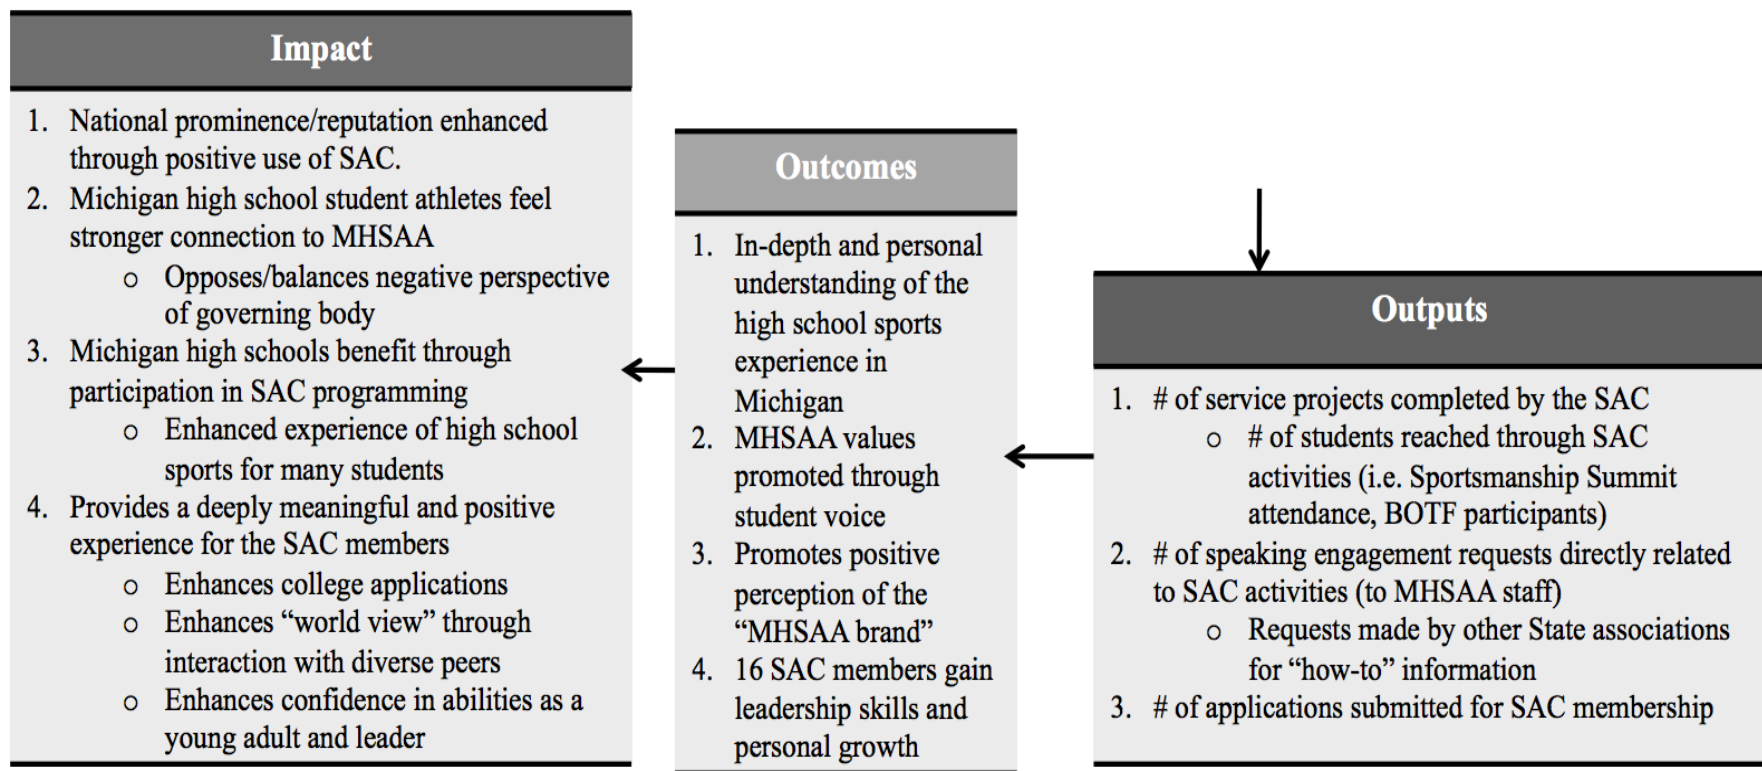 Impact
1. National prominence/reputation enhanced
through positive use of SAC.
2. Michigan high school student athletes feel
stronger connection to MHSAA
o Opposes/balances negative perspective
of governing body
3. Michigan high schools benefit through
participation in SAC programming
o Enhanced experience of high school
sports for many students
4. Provides a deeply meaningful and positive
experience for the SAC members
o Enhances college applications
o Enhances “world view” through
interaction with diverse peers
o Enhances confidence in abilities as a
young adult and leader
Outcomes
1. In-depth and personal
understanding of the
high school sports
experience in
Michigan
2. MHSAA values
promoted through
student voice
3. Promotes positive
perception of the
“MHSAA brand”
4. 16 SAC members gain
leadership skills and
personal growth
Outputs
1. # of service projects completed by the SAC
o # of students reached through SAC
activities (i.e. Sportsmanship Summit
attendance, BOTF participants)
2. # of speaking engagement requests directly related
to SAC activities (to MHSAA staff)
o Requests made by other State associations
for “how-to” information
3. # of applications submitted for SAC membership